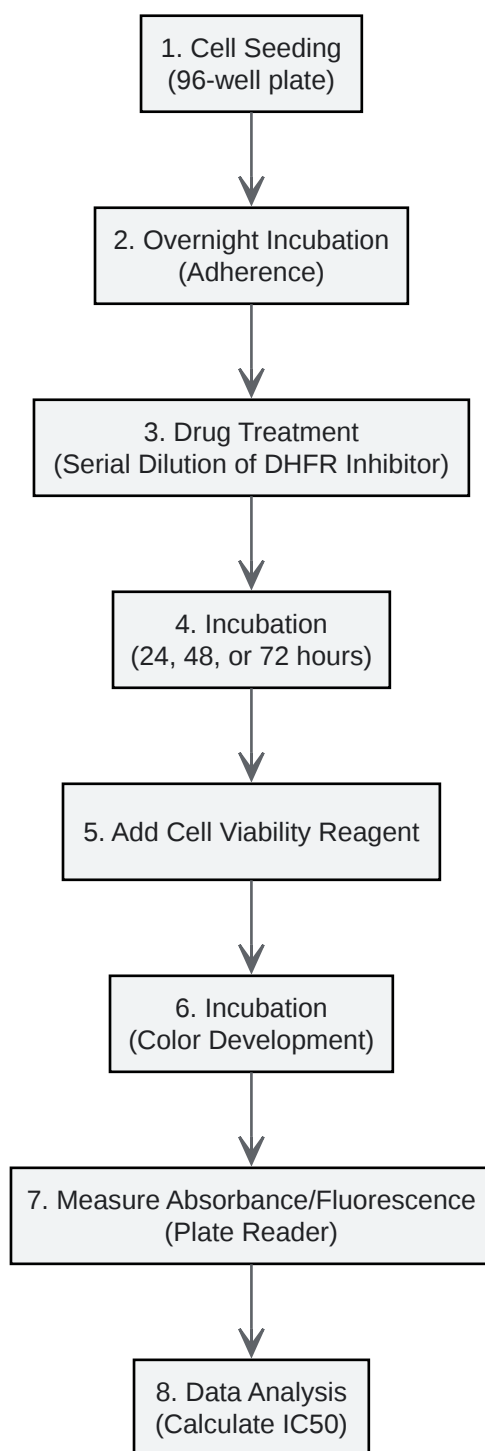 1. Cell Seeding
(96-well plate)
2. Overnight Incubation
(Adherence)
3. Drug Treatment
(Serial Dilution of DHFR Inhibitor)
4. Incubation
(24, 48, or 72 hours)
5. Add Cell Viability Reagent
6. Incubation
(Color Development)
7. Measure Absorbance/Fluorescence
(Plate Reader)
8. Data Analysis
(Calculate IC50)